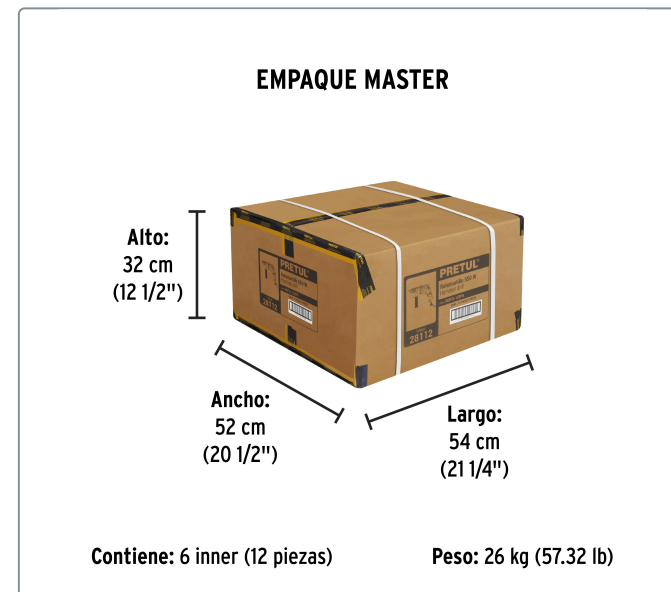 EMPAQUE MASTER
Alto:
32 cm
(12 1/2")
PRETUL
28112
PRETUL
28112
Ancho:
52 cm
(20 1/2")
Largo:
54 cm
(21 1/4")
Contiene: 6 inner (12 piezas)
Peso: 26 kg (57.32 lb)